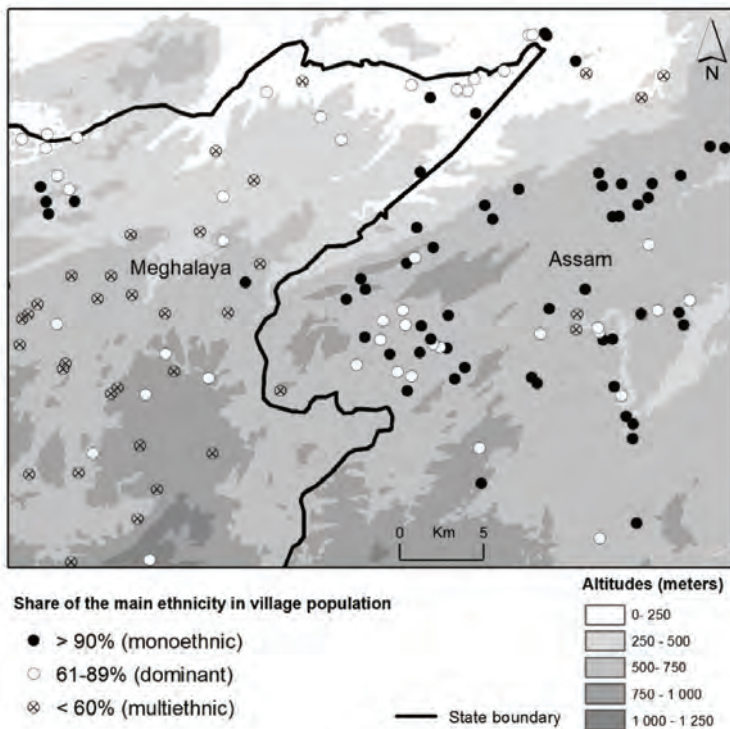 N
Meghalaya
Assam
0 Km 5
Share of the main ethnicity in village population
> 90% (monoethnic)
61-89% (dominant)
< 60% (multiethnic)
State boundary
Altitudes (meters)
0- 250
250 - 500
500- 750
750 - 1 000
1 000 - 1 250